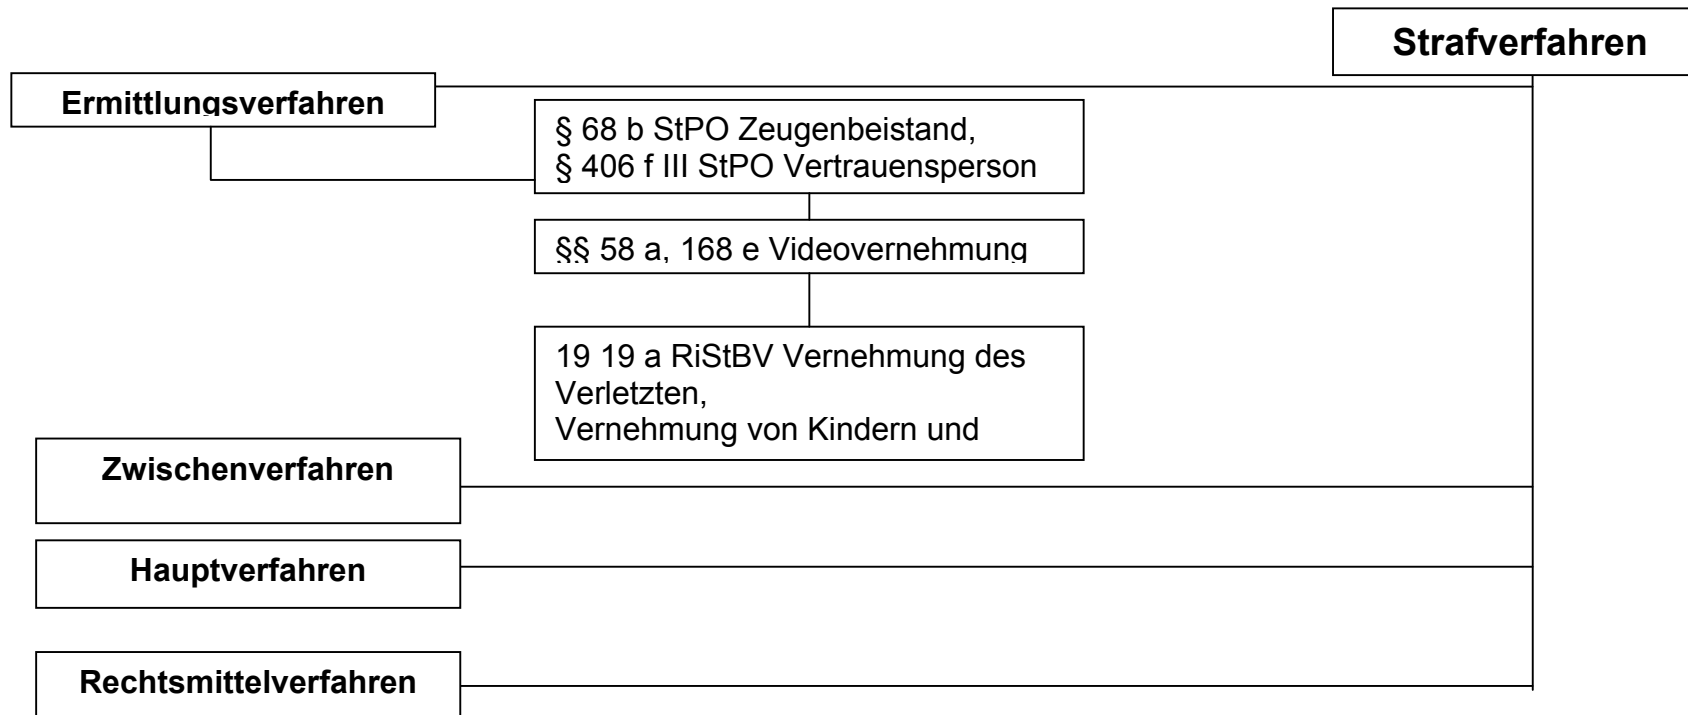 Strafverfahren
Ermittlungsverfahren
§ 68 b StPO Zeugenbeistand,
§ 406 f III StPO Vertrauensperson
§§ 58 a, 168 e Videovernehmung
19 19 a RiStBV Vernehmung des
Verletzten,
Vernehmung von Kindern und
Zwischenverfahren
Hauptverfahren
Rechtsmittelverfahren